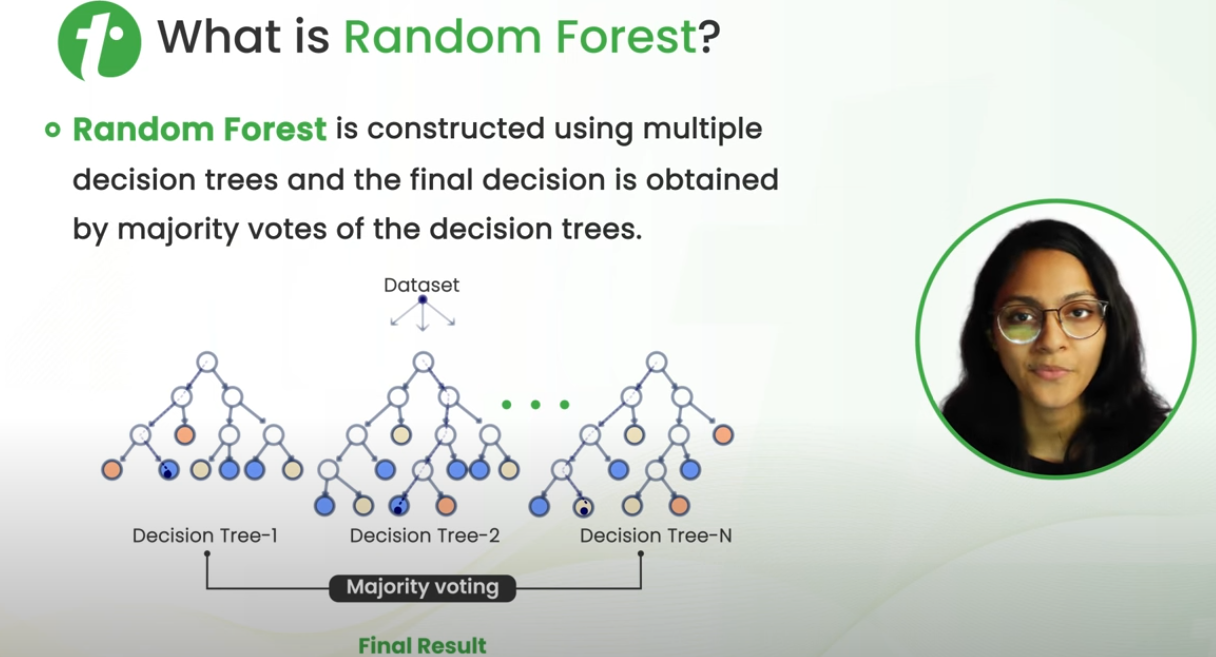 What is Random Forest?
Random Forest is constructed using multiple
decision trees and the final decision is obtained
by majority votes of the decision trees.
Dataset
Decision Tree-1
Decision Tree-2
Decision Tree-N
Majority voting
Final Result